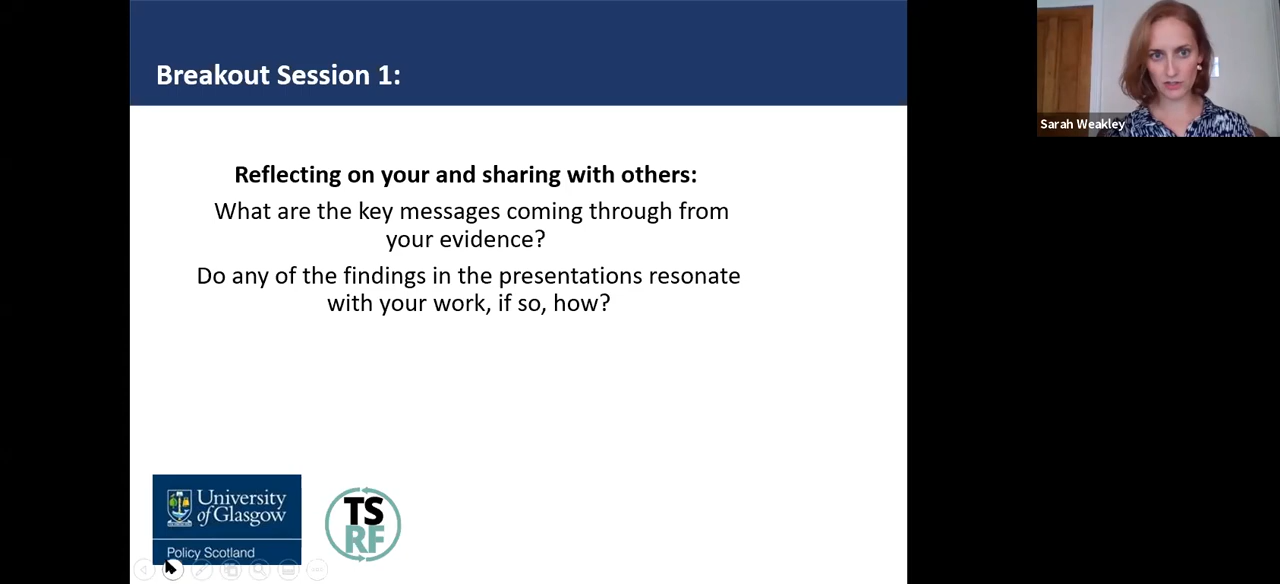 Breakout Session 1:
Sarah Weakley
Reflecting on your and sharing with others:
What are the key messages coming through from
your evidence?
Do any of the findings in the presentations resonate
with your work, if so, how?
University
of Glasgow
Policy Scotland
TS
RF